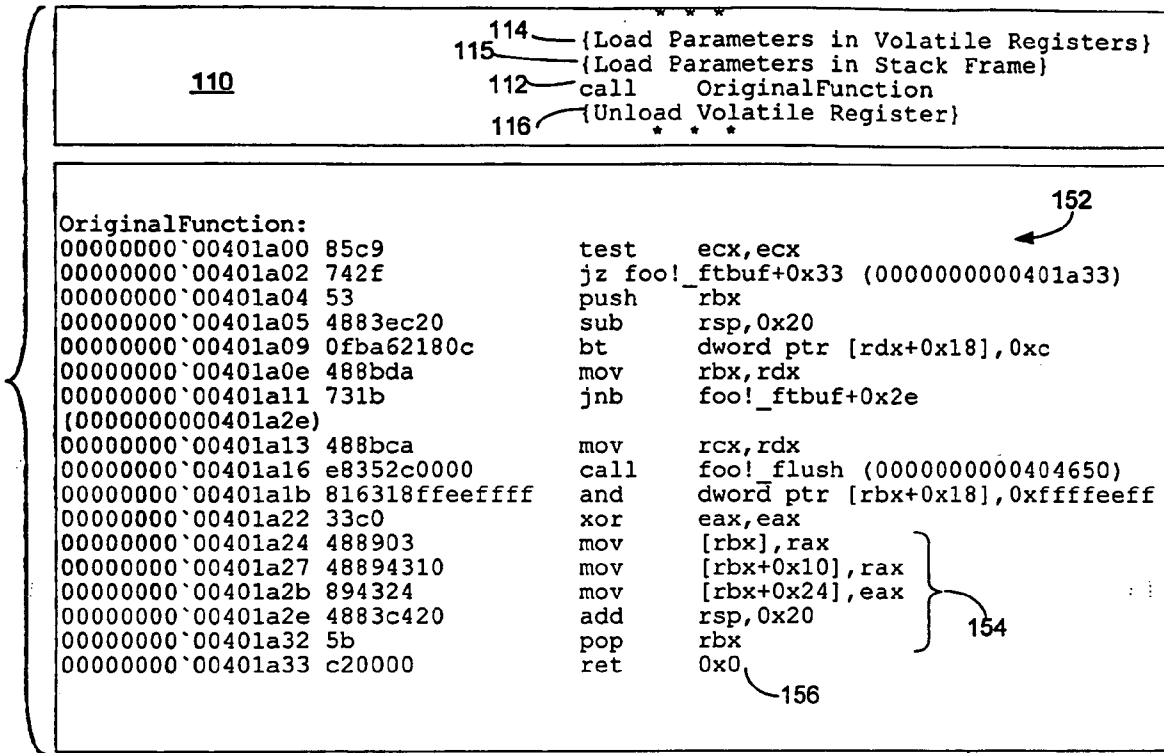 * * *
114 {Load Parameters in Volatile Registers}
115 {Load Parameters in Stack Frame}
110
112 call OriginalFunction
116 {Unload Volatile Register}
* * *
152
OriginalFunction:
00000000`00401a00 85c9 test ecx,ecx
00000000`00401a02 742f jz foo!_ftbuf+0x33 (0000000000401a33)
00000000`00401a04 53 push rbx
00000000`00401a05 4883ec20 sub rsp,0x20
00000000`00401a09 0fba62180c bt dword ptr [rdx+0x18],0xc
00000000`00401a0e 488bda mov rbx,rdx
00000000`00401a11 731b jnb foo!_ftbuf+0x2e
(0000000000401a2e)
00000000`00401a13 488bca mov rcx,rdx
00000000`00401a16 e8352c0000 call foo!_flush (0000000000404650)
00000000`00401a1b 816318ffeeffff and dword ptr [rbx+0x18],0xffffeeff
00000000`00401a22 33c0 xor eax,eax
00000000`00401a24 488903 mov [rbx],rax
00000000`00401a27 48894310 mov [rbx+0x10],rax
00000000`00401a2b 894324 mov [rbx+0x24],eax
00000000`00401a2e 4883c420 add rsp,0x20
154
00000000`00401a32 5b pop rbx
00000000`00401a33 c20000 ret 0x0
156